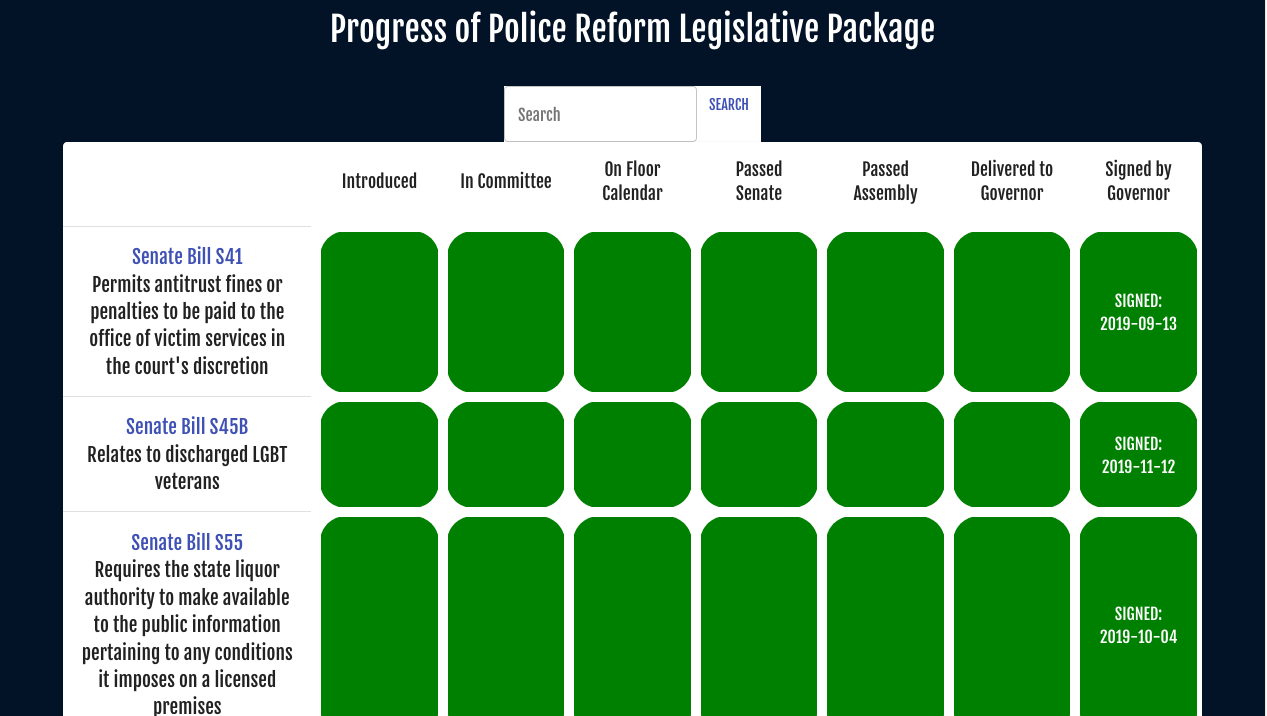 Progress of Police Reform Legislative Package
Search
SEARCH
Introduced
In Committee
On Floor
Calendar
Passed
Senate
Passed
Assembly
Delivered to
Governor
Signed by
Governor
Senate Bill S41
Permits antitrust fines or
penalties to be paid to the
office of victim services in
the court's discretion
SIGNED:
2019-09-13
Senate Bill S45B
Relates to discharged LGBT
veterans
SIGNED:
2019-11-12
Senate Bill S55
Requires the state liquor
authority to make available
to the public information
pertaining to any conditions
it imposes on a licensed
premises
SIGNED:
2019-10-04